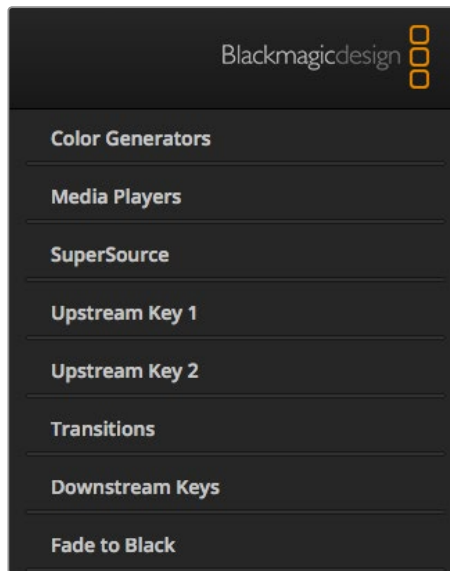 Blackmagicdesign
Color Generators
Media Players
SuperSource
Upstream Key 1
Upstream Key 2
Transitions
Downstream Keys
Fade to Black